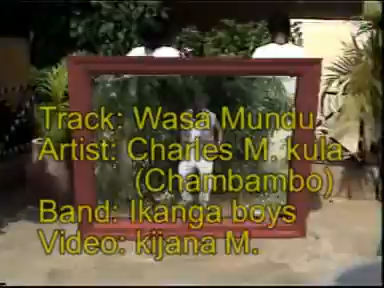 Track: Wasa Mundu
Artist: Charles M. kula
(Chambambo)
Band: Ikanga boys
Video: kijana M.